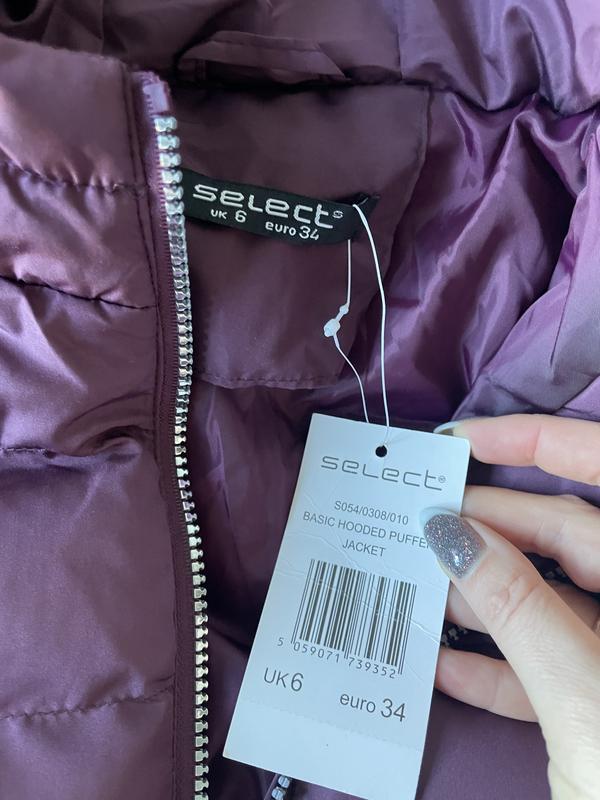 select®
UK 6
euro 34
select®
S054/0308/010
BASIC HOODED PUFFE
JACKET
5 059071 739352
UK 6
euro 34